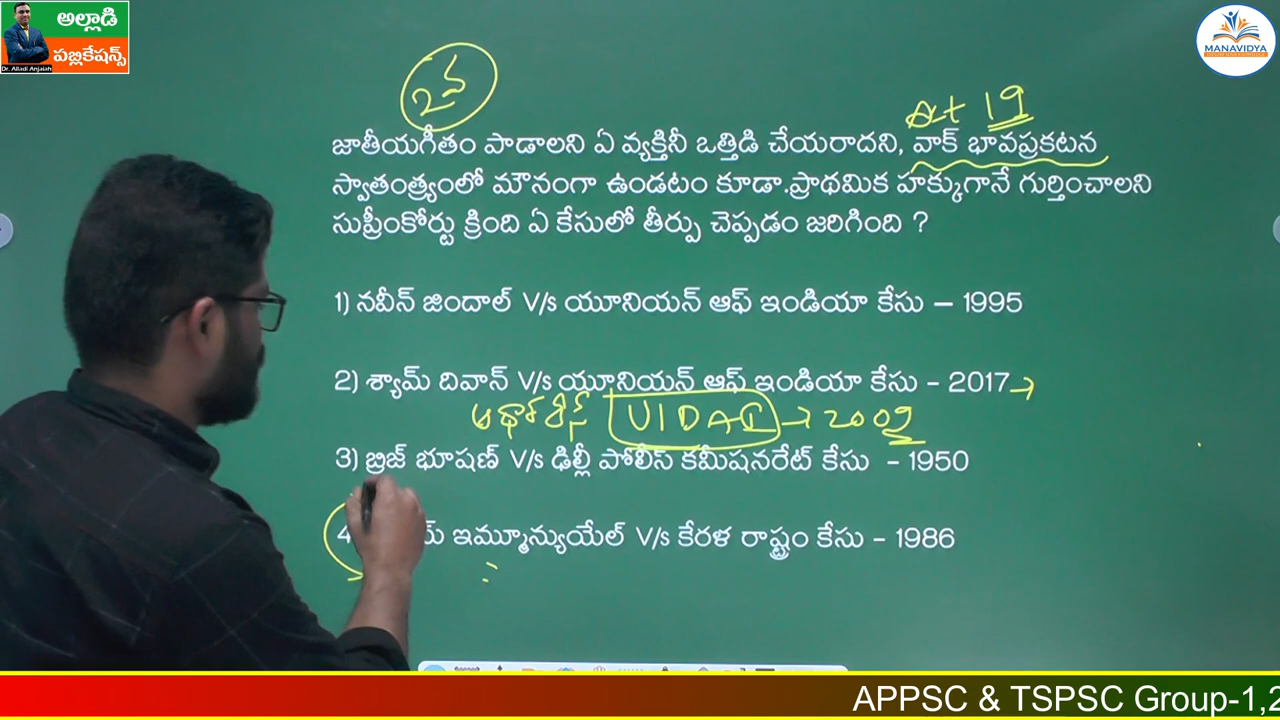 అల్లాడి
పబ్లికేషన్స్
Dr. Alladi Anjaiah
MANAVIDYA
Art 19
జాతీయగీతం పాడాలని ఏ వ్యక్తినీ ఒత్తిడి చేయరాదని, వాక్ భావప్రకటన
స్వాతంత్ర్యంలో మౌనంగా ఉండటం కూడా.ప్రాథమిక హక్కుగానే గుర్తించాలని
సుప్రీంకోర్టు క్రింది ఏ కేసులో తీర్పు చెప్పడం జరిగింది ?
1) నవీన్ జిందాల్ V/s యూనియన్ ఆఫ్ ఇండియా కేసు – 1995
2) శ్యామ్ దివాన్ V/s యూనియన్ ఆఫ్ ఇండియా కేసు - 2017
UIDAI → 2009
3) బ్రిజ్ భూషణ్ V/s ఢిల్లీ పోలీస్ కమీషనరేట్ కేసు - 1950
4 ఇమ్మాన్యుయేల్ V/s కేరళ రాష్ట్రం కేసు - 1986
APPSC & TSPSC Group-1,2